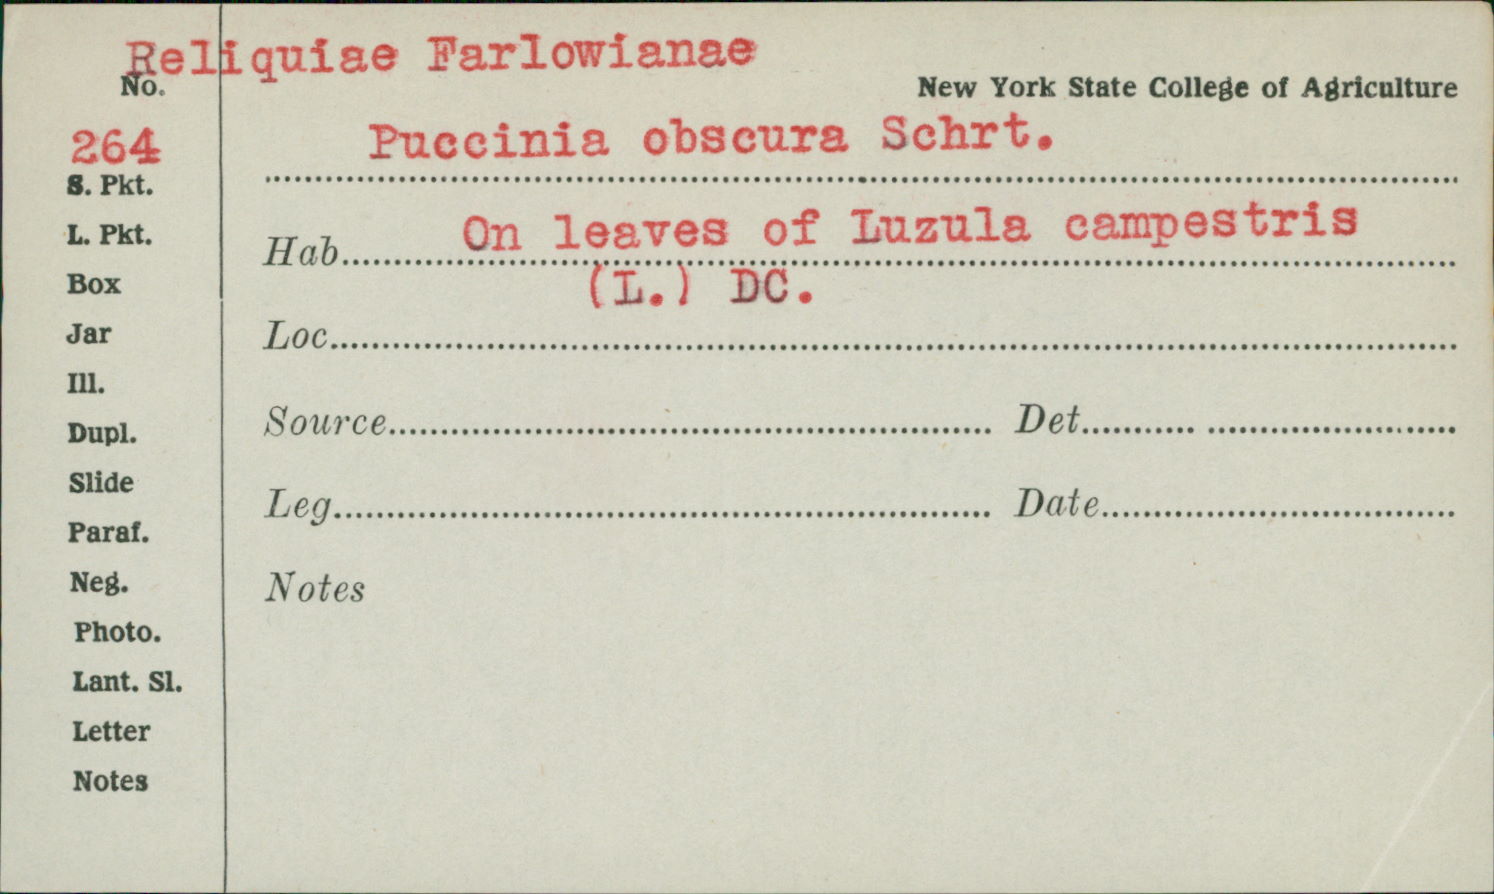 Reliquiae Farlowianae
No.
New York State College of Agriculture
264
Puccinia obscura Schrt.
S. Pkt.
L. Pkt.
On leaves of Luzula campestris
Hab
(L.) DC.
Box
Jar
Loc
Ill.
Dupl.
Source Det
Slide
Leg Date
Paraf.
Neg.
Notes
Photo.
Lant. Sl.
Letter
Notes